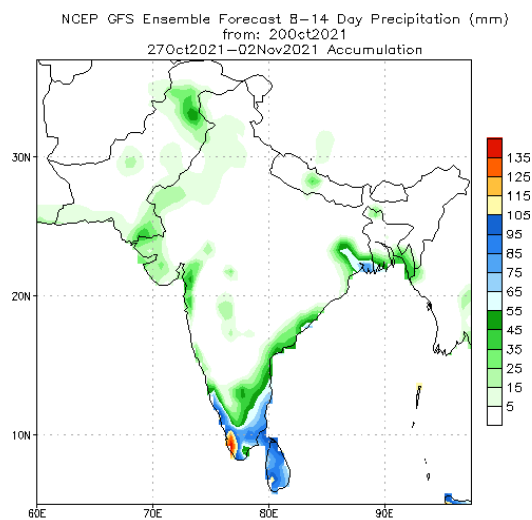 NCEP GFS Ensemble Forecast 8-14 Day Precipitation (mm)
from: 20Oct2021
27Oct2021-02Nov2021 Accumulation
30N
20N
10N
60E
70E
80E
90E
135
125
115
105
95
85
75
65
55
45
35
25
15
5